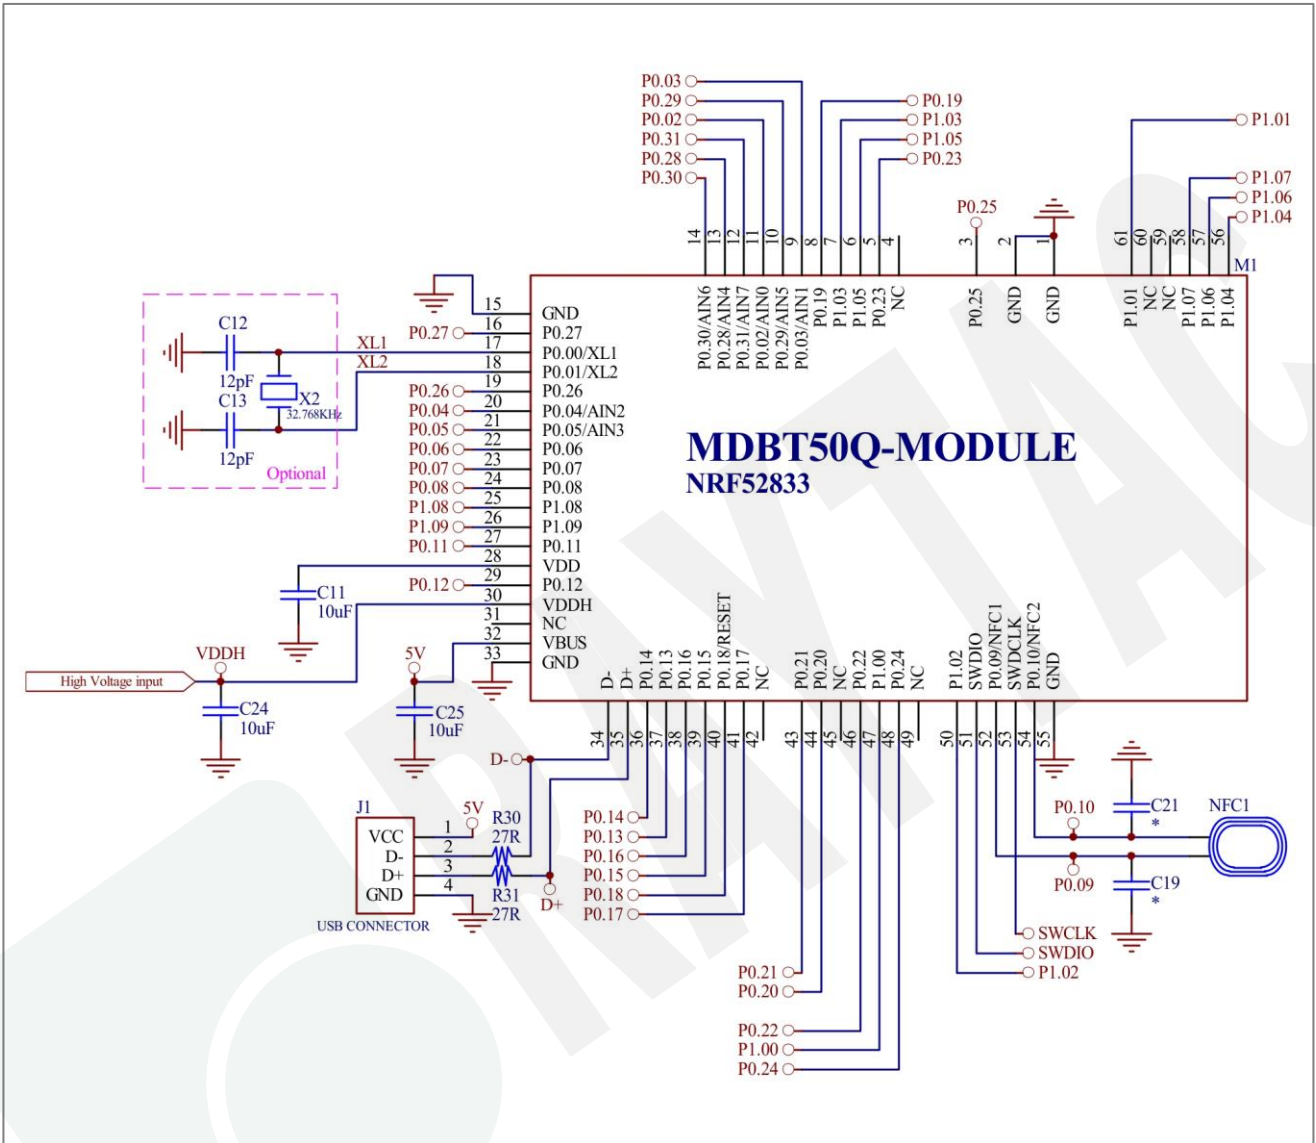 P0.03
P0.29
P0.02
P0.31
P0.28
P0.30
P0.19
P1.03
P1.05
P0.23
P0.25
P1.01
P1.07
P1.06
P1.04
14 13 12 11 10 9 8 7 6 5 4 3 2 1 61 60 59 58 57 56
M1
P0.30/AIN6
P0.28/AIN4
P0.31/AIN7
P0.02/AIN0
P0.29/AIN5
P0.03/AIN1
P0.19
P1.03
P1.05
P0.23
NC
P0.25
GND
GND
P1.01
NC
NC
P1.07
P1.06
P1.04
15 GND
P0.27 16 P0.27
XL1 17 P0.00/XL1
XL2 18 P0.01/XL2
P0.26 19 P0.26
P0.04 20 P0.04/AIN2
P0.05 21 P0.05/AIN3
P0.06 22 P0.06
P0.07 23 P0.07
P0.08 24 P0.08
P1.08 25 P1.08
P1.09 26 P1.09
P0.11 27 P0.11
28 VDD
P0.12 29 P0.12
30 VDDH
31 NC
32 VBUS
33 GND
C12
12pF
C13
12pF
X2
32.768KHz
Optional
MDBT50Q-MODULE
NRF52833
C11
10uF
VDDH
High Voltage input
C24
10uF
5V
C25
10uF
D-
D+
P0.14
P0.13
P0.16
P0.15
P0.18/RESET
P0.17
NC
P0.21
P0.20
NC
P0.22
P1.00
P0.24
NC
P1.02
SWDIO
P0.09/NFC1
SWDCLK
P0.10/NFC2
GND
34 35 36 37 38 39 40 41 42 43 44 45 46 47 48 49 50 51 52 53 54 55
D-
J1
VCC 1 5V
D- 2
D+ 3
GND 4
USB CONNECTOR
R30
27R
R31
27R
D+
P0.14
P0.13
P0.16
P0.15
P0.18
P0.17
P0.21
P0.20
P0.22
P1.00
P0.24
P0.10
P0.09
C21
*
C19
*
NFC1
SWCLK
SWDIO
P1.02
RAYTAC